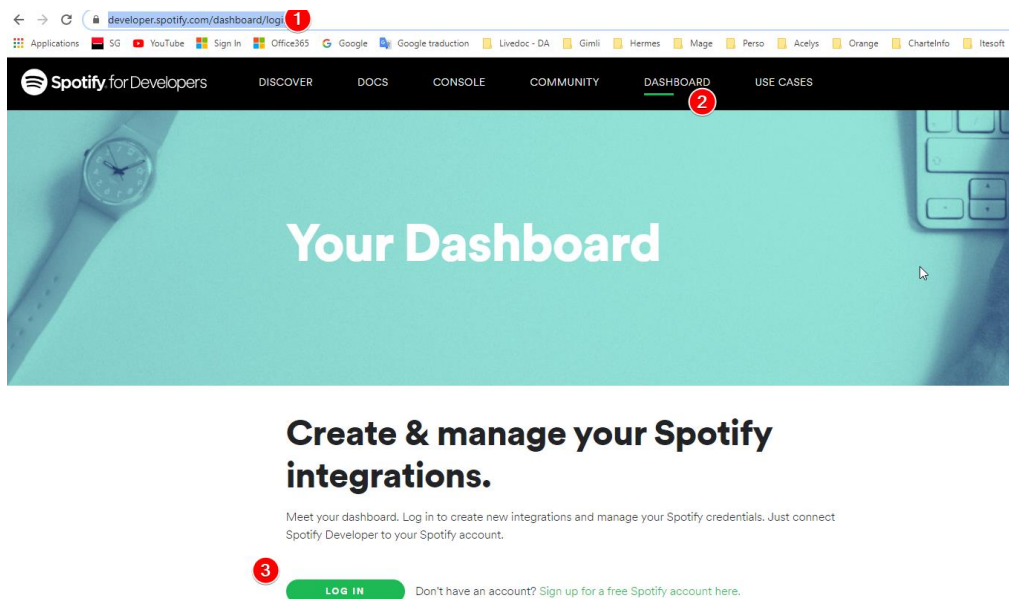 developer.spotify.com/dashboard/logi
1
Applications SG YouTube Sign In Office365 Google Google traduction Livedoc - DA Gimli Hermes Mage Perso Acelys Orange CharteInfo Itesoft
Spotify for Developers DISCOVER DOCS CONSOLE COMMUNITY DASHBOARD USE CASES
2
Your Dashboard
Create & manage your Spotify
integrations.
Meet your dashboard. Log in to create new integrations and manage your Spotify credentials. Just connect
Spotify Developer to your Spotify account.
3
LOG IN Don't have an account? Sign up for a free Spotify account here.